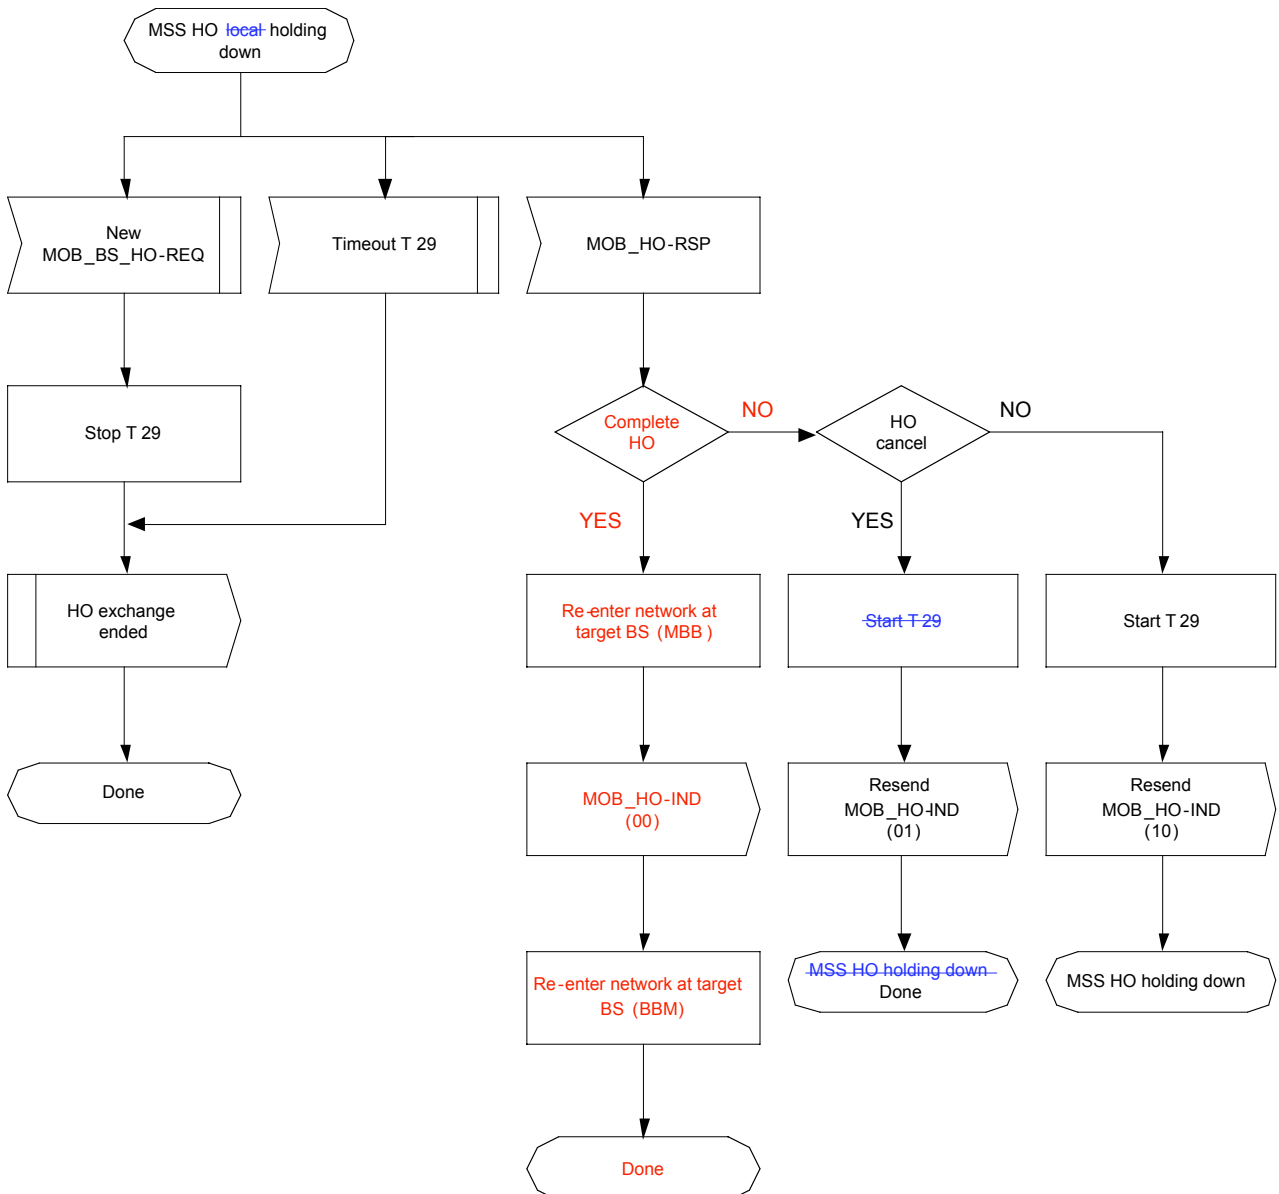 MSS HO local holding
down
New
MOB_BS_HO-REQ
Timeout T 29
MOB_HO-RSP
Stop T 29
Complete
HO
NO
HO
cancel
NO
YES
YES
HO exchange
ended
Re-enter network at
target BS (MBB )
Start T 29
Start T 29
Done
MOB_HO-IND
(00)
Resend
MOB_HO-IND
(01)
Resend
MOB_HO-IND
(10)
Re-enter network at target
BS (BBM)
MSS HO holding down
Done
MSS HO holding down
Done